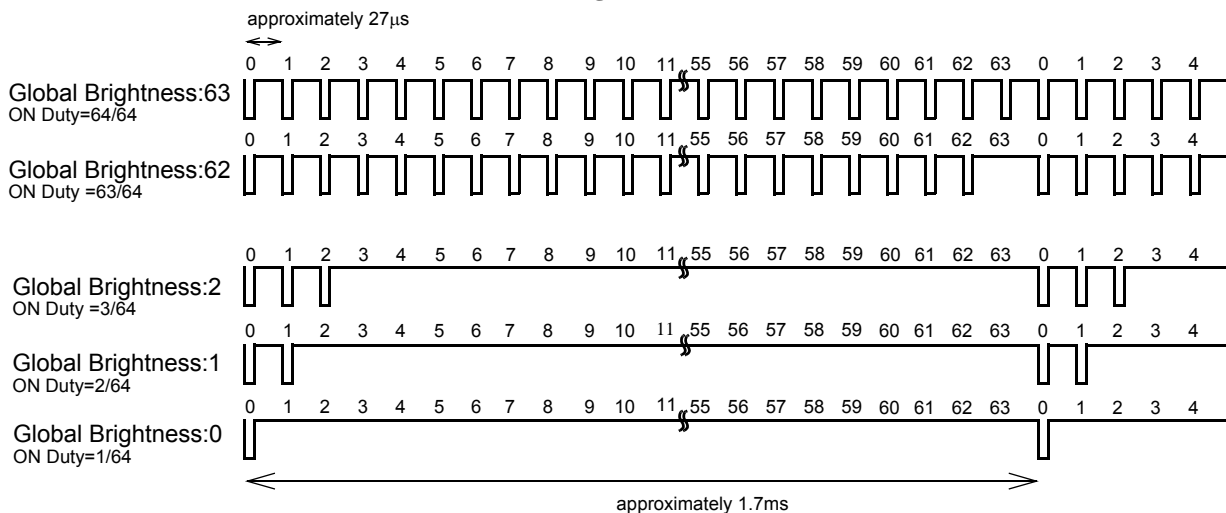 approximately 27μs
0 1 2 3 4 5 6 7 8 9 10 11 55 56 57 58 59 60 61 62 63 0 1 2 3 4
Global Brightness:63
ON Duty=64/64
0 1 2 3 4 5 6 7 8 9 10 11 55 56 57 58 59 60 61 62 63 0 1 2 3 4
Global Brightness:62
ON Duty =63/64
0 1 2 3 4 5 6 7 8 9 10 11 55 56 57 58 59 60 61 62 63 0 1 2 3 4
Global Brightness:2
ON Duty =3/64
0 1 2 3 4 5 6 7 8 9 10 11 55 56 57 58 59 60 61 62 63 0 1 2 3 4
Global Brightness:1
ON Duty=2/64
0 1 2 3 4 5 6 7 8 9 10 11 55 56 57 58 59 60 61 62 63 0 1 2 3 4
Global Brightness:0
ON Duty=1/64
approximately 1.7ms